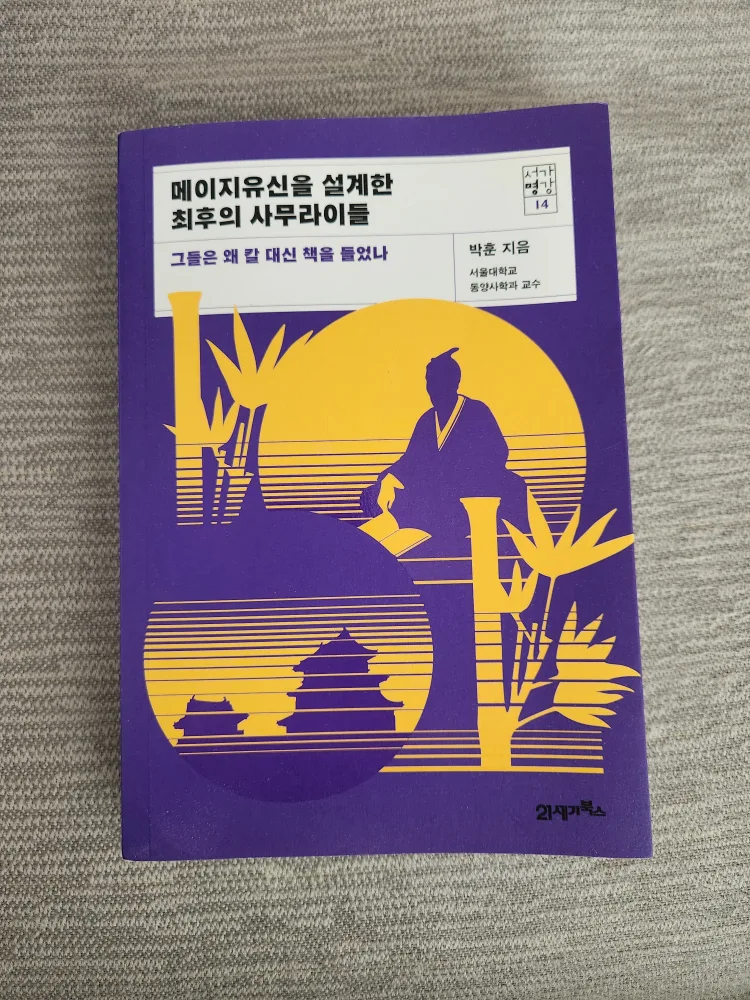 메이지유신을 설계한
최후의 사무라이들
그들은 왜 칼 대신 책을 들었나
서가
명강
14
박훈 지음
서울대학교
동양사학과 교수
21세기북스